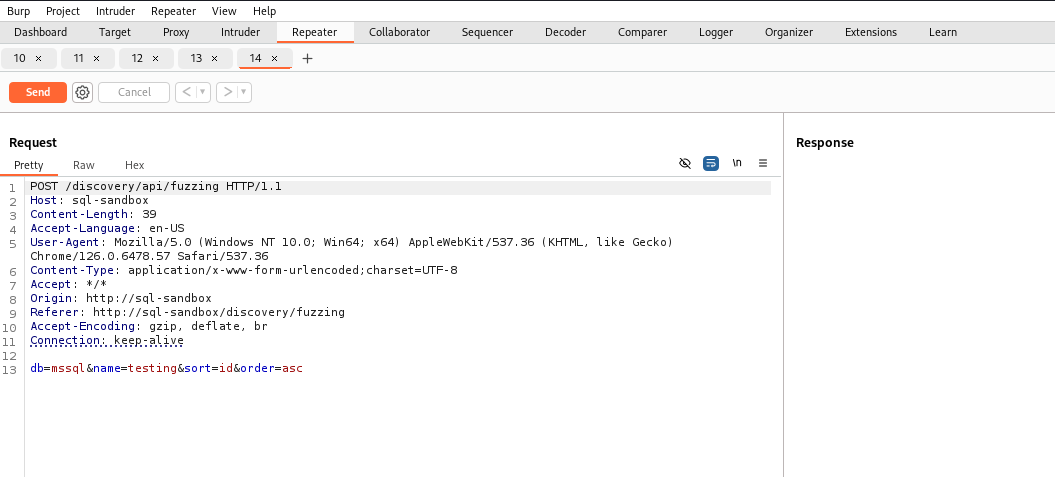 Burp Project Intruder Repeater View Help
Dashboard Target Proxy Intruder Repeater Collaborator Sequencer Decoder Comparer Logger Organizer Extensions Learn
10 × 11 × 12 × 13 × 14 × +
Send Cancel < ▾ > ▾
Request
Response
Pretty Raw Hex
\n
1 POST /discovery/api/fuzzing HTTP/1.1
2 Host: sql-sandbox
3 Content-Length: 39
4 Accept-Language: en-US
5 User-Agent: Mozilla/5.0 (Windows NT 10.0; Win64; x64) AppleWebKit/537.36 (KHTML, like Gecko)
Chrome/126.0.6478.57 Safari/537.36
6 Content-Type: application/x-www-form-urlencoded;charset=UTF-8
7 Accept: */*
8 Origin: http://sql-sandbox
9 Referer: http://sql-sandbox/discovery/fuzzing
10 Accept-Encoding: gzip, deflate, br
11 Connection: keep-alive
12
13 db=mssql&name=testing&sort=id&order=asc